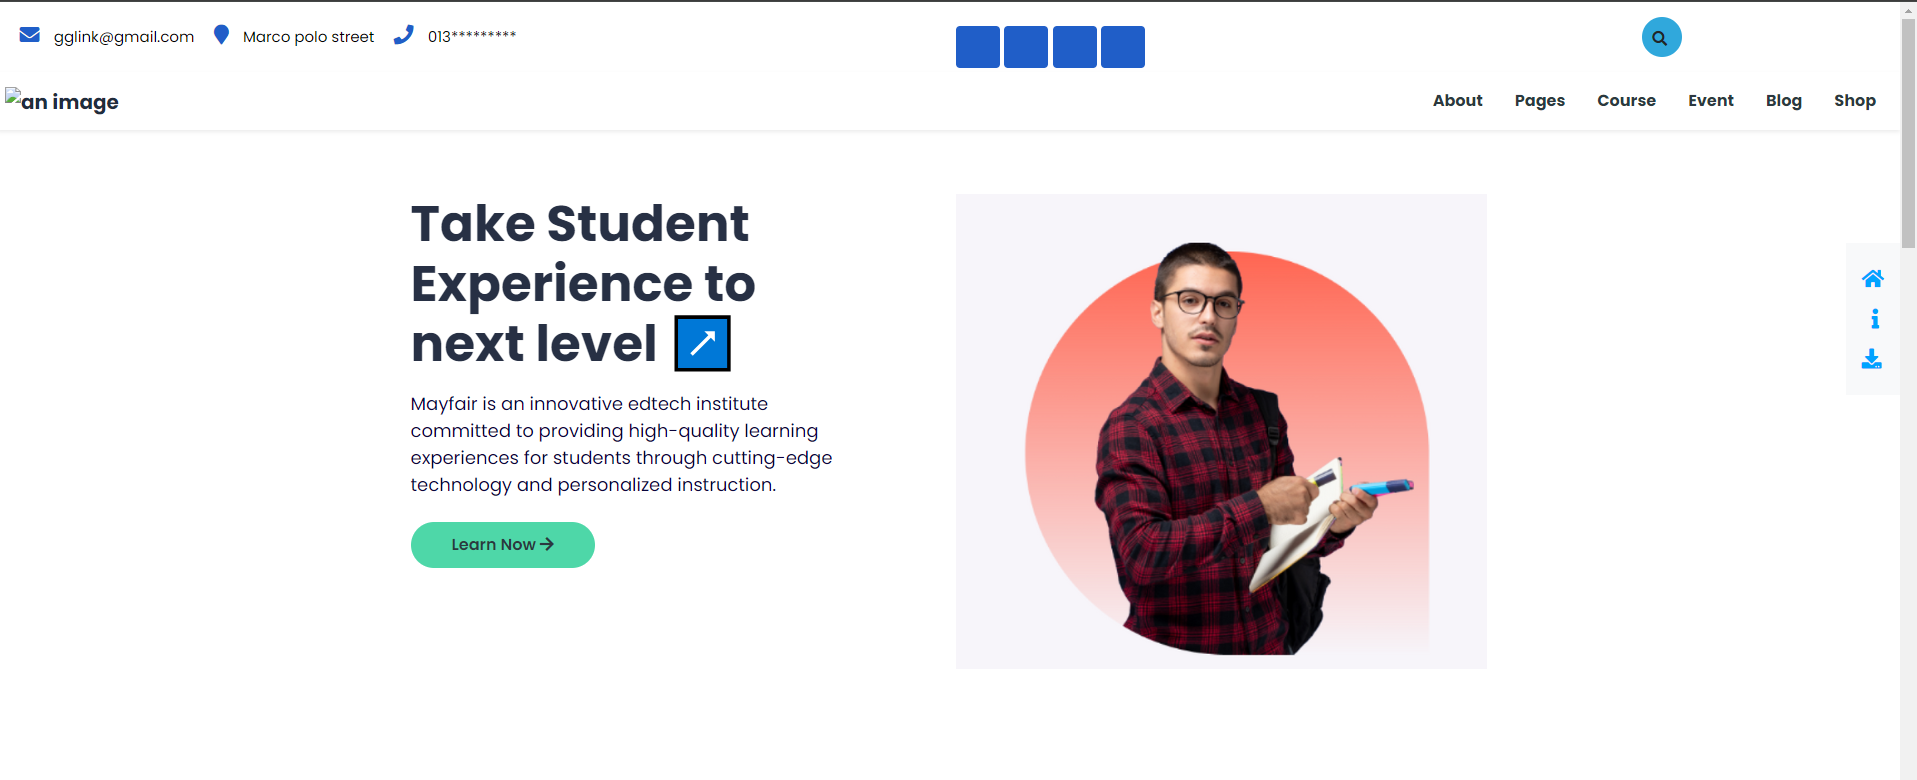 gglink@gmail.com Marco polo street 013*********
an image
About Pages Course Event Blog Shop
Take Student
Experience to
next level
Mayfair is an innovative edtech institute
committed to providing high-quality learning
experiences for students through cutting-edge
technology and personalized instruction.
Learn Now